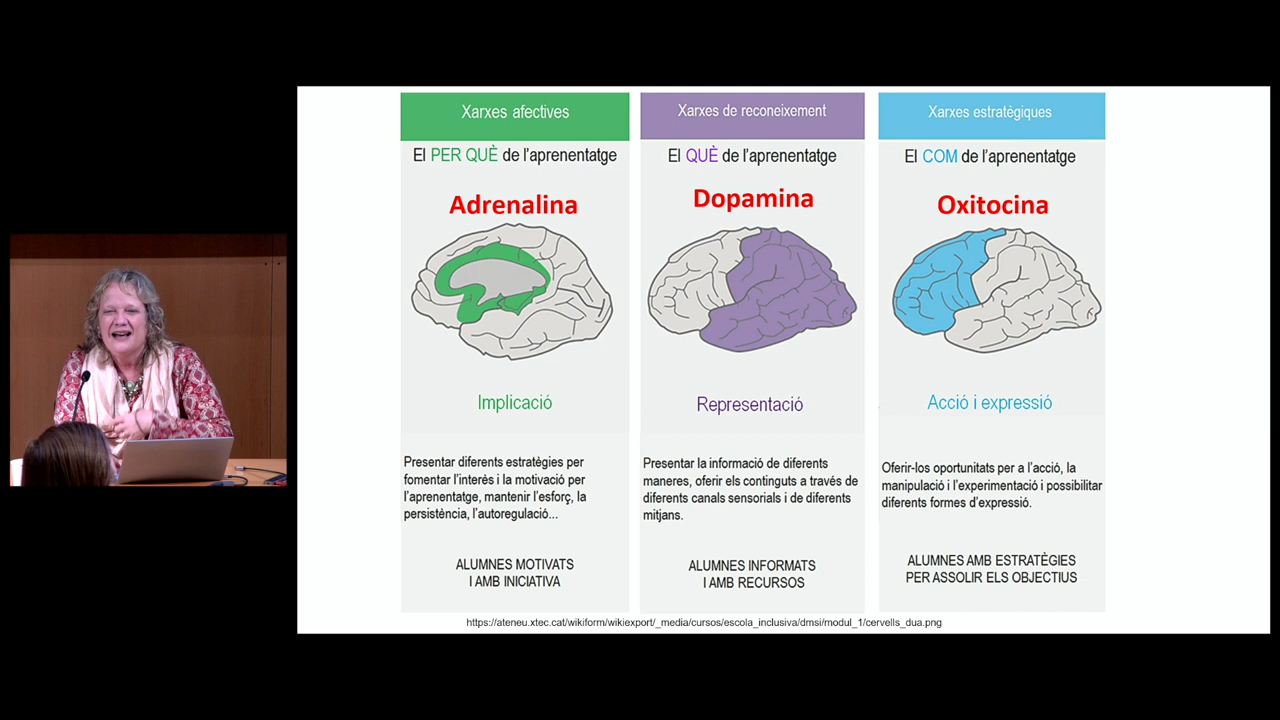 Xarxes afectives
El PER QUÈ de l'aprenentatge
Adrenalina
Implicació
Presentar diferents estratègies per
fomentar l'interès i la motivació per
l'aprenentatge, mantenir l'esforç, la
persistència, l'autoregulació...
ALUMNES MOTIVATS
I AMB INICIATIVA
Xarxes de reconeixement
El QUÈ de l'aprenentatge
Dopamina
Representació
Presentar la informació de diferents
maneres, oferir els continguts a través de
diferents canals sensorials i de diferents
mitjans.
ALUMNES INFORMATS
I AMB RECURSOS
Xarxes estratègiques
El COM de l'aprenentatge
Oxitocina
Acció i expressió
Oferir-los oportunitats per a l'acció, la
manipulació i l'experimentació i possibilitar
diferents formes d'expressió.
ALUMNES AMB ESTRATÈGIES
PER ASSOLIR ELS OBJECTIUS
https://ateneu.xtec.cat/wikiform/wikiexport/_media/cursos/escola_inclusiva/dmsi/modul_1/cervells_dua.png